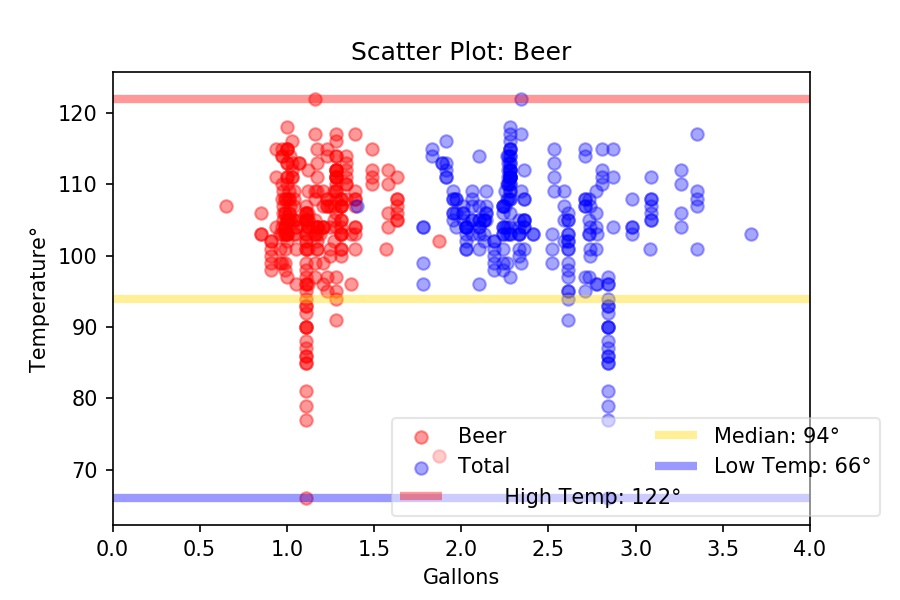 Scatter Plot: Beer
Temperature°
120
110
100
90
80
70
Beer
Total
High Temp: 122°
Median: 94°
Low Temp: 66°
0.0 0.5 1.0 1.5 2.0 2.5 3.0 3.5 4.0
Gallons